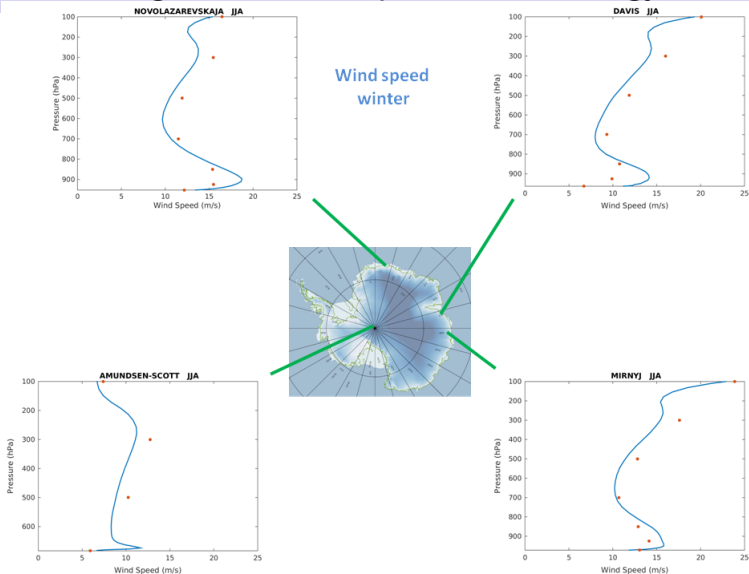 NOVOLAZAREVSKAJA JJA
100
200
300
400
500
600
700
800
900
Pressure (hPa)
0 5 10 15 20 25
Wind Speed (m/s)
Wind speed
winter
DAVIS JJA
100
200
300
400
500
600
700
800
900
Pressure (hPa)
0 5 10 15 20 25
Wind Speed (m/s)
AMUNDSEN-SCOTT JJA
100
200
300
400
500
600
Pressure (hPa)
0 5 10 15 20 25
Wind Speed (m/s)
MIRNYJ JJA
100
200
300
400
500
600
700
800
900
Pressure (hPa)
0 5 10 15 20 25
Wind Speed (m/s)